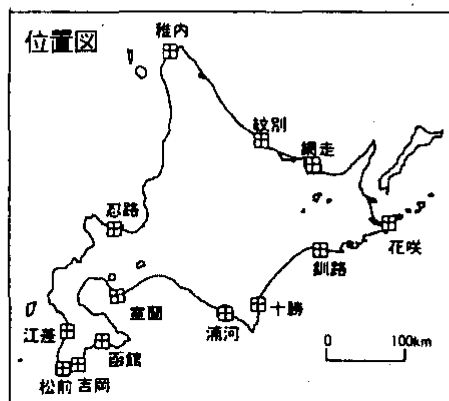 位置図
稚内
紋別
網走
忍路
花咲
釧路
室蘭
十勝
浦河
江差
函館
松前
吉岡
0
100km